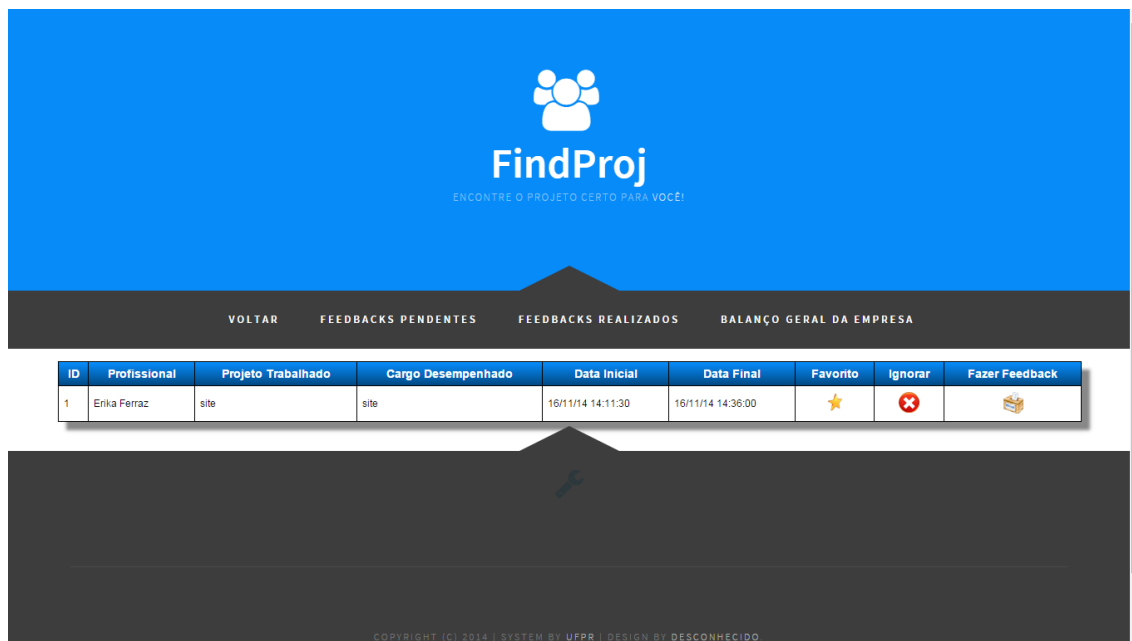 FindProj
ENCONTRE O PROJETO CERTO PARA VOCÊ!
VOLTAR FEEDBACKS PENDENTES FEEDBACKS REALIZADOS BALANÇO GERAL DA EMPRESA
ID Profissional Projeto Trabalhado Cargo Desempenhado Data Inicial Data Final Favorito Ignorar Fazer Feedback
1 Erika Ferraz site site 16/11/14 14:11:30 16/11/14 14:36:00
COPYRIGHT (C) 2014 | SYSTEM BY UFPR | DESIGN BY DESCONHECIDO.